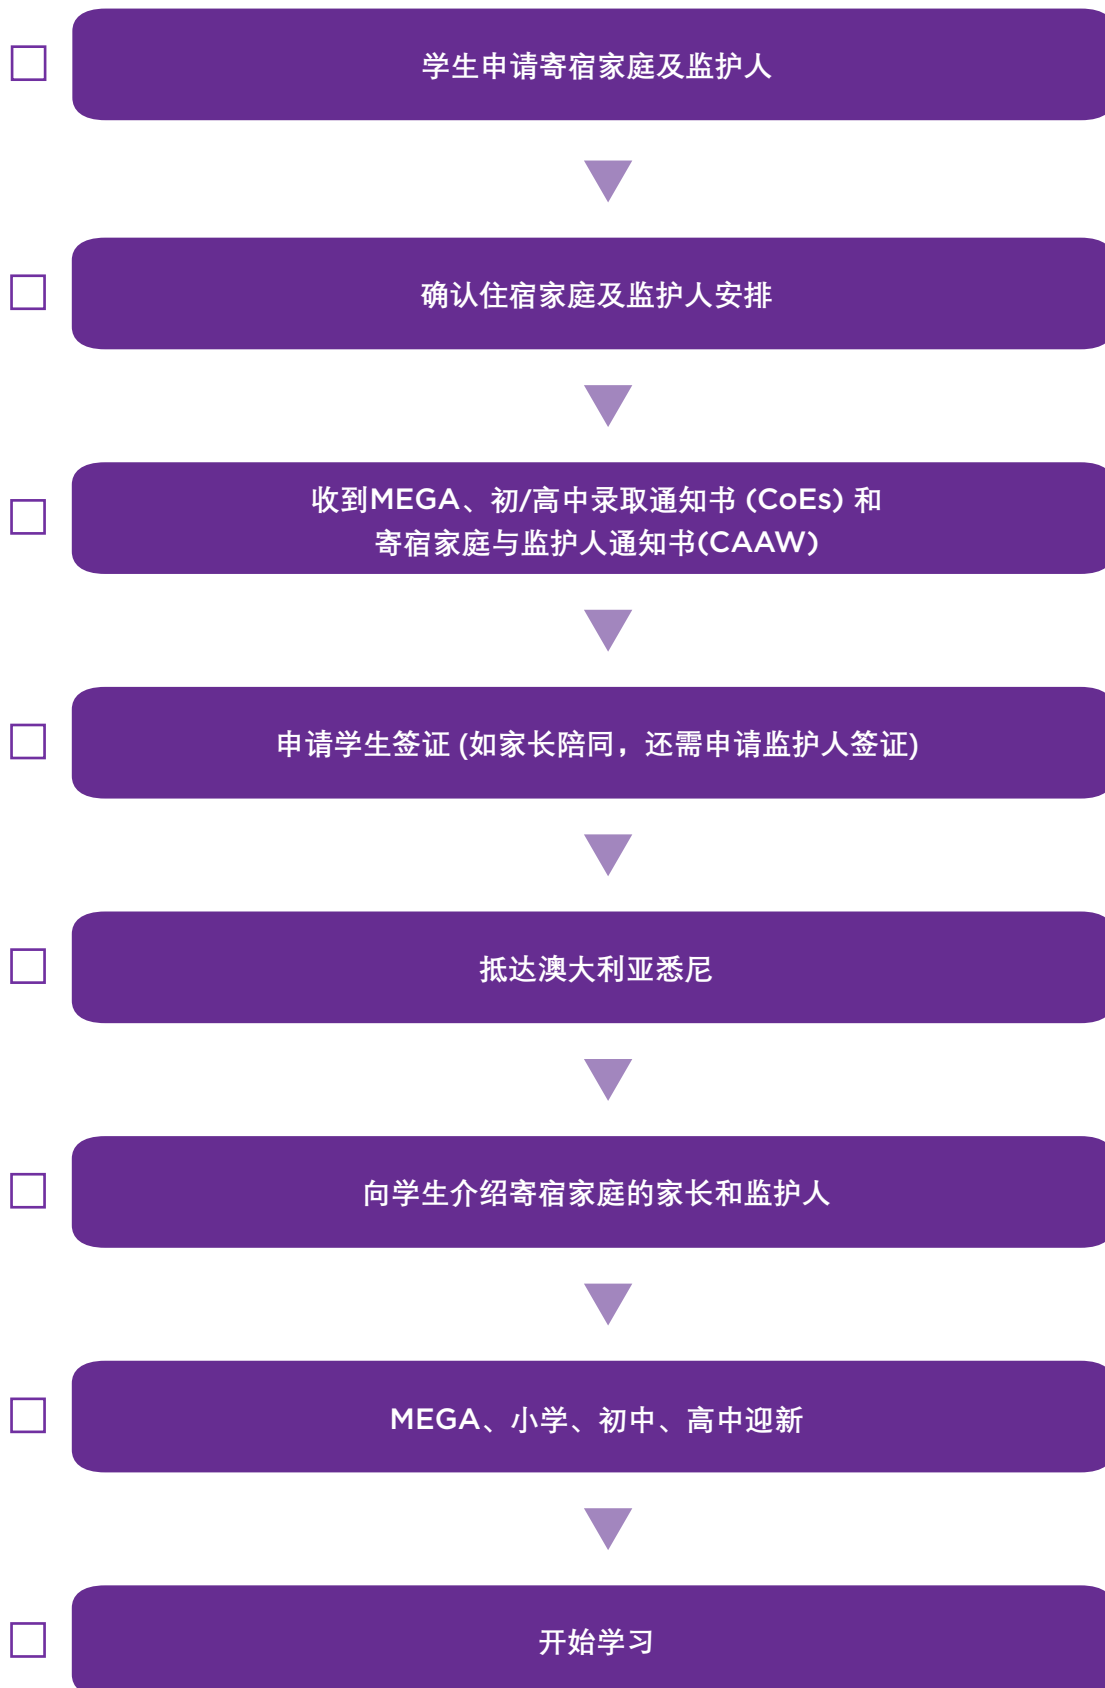 学生申请寄宿家庭及监护人
确认住宿家庭及监护人安排
收到MEGA、初/高中录取通知书 (CoEs) 和
寄宿家庭与监护人通知书(CAAW)
申请学生签证 (如家长陪同，还需申请监护人签证)
抵达澳大利亚悉尼
向学生介绍寄宿家庭的家长和监护人
MEGA、小学、初中、高中迎新
开始学习